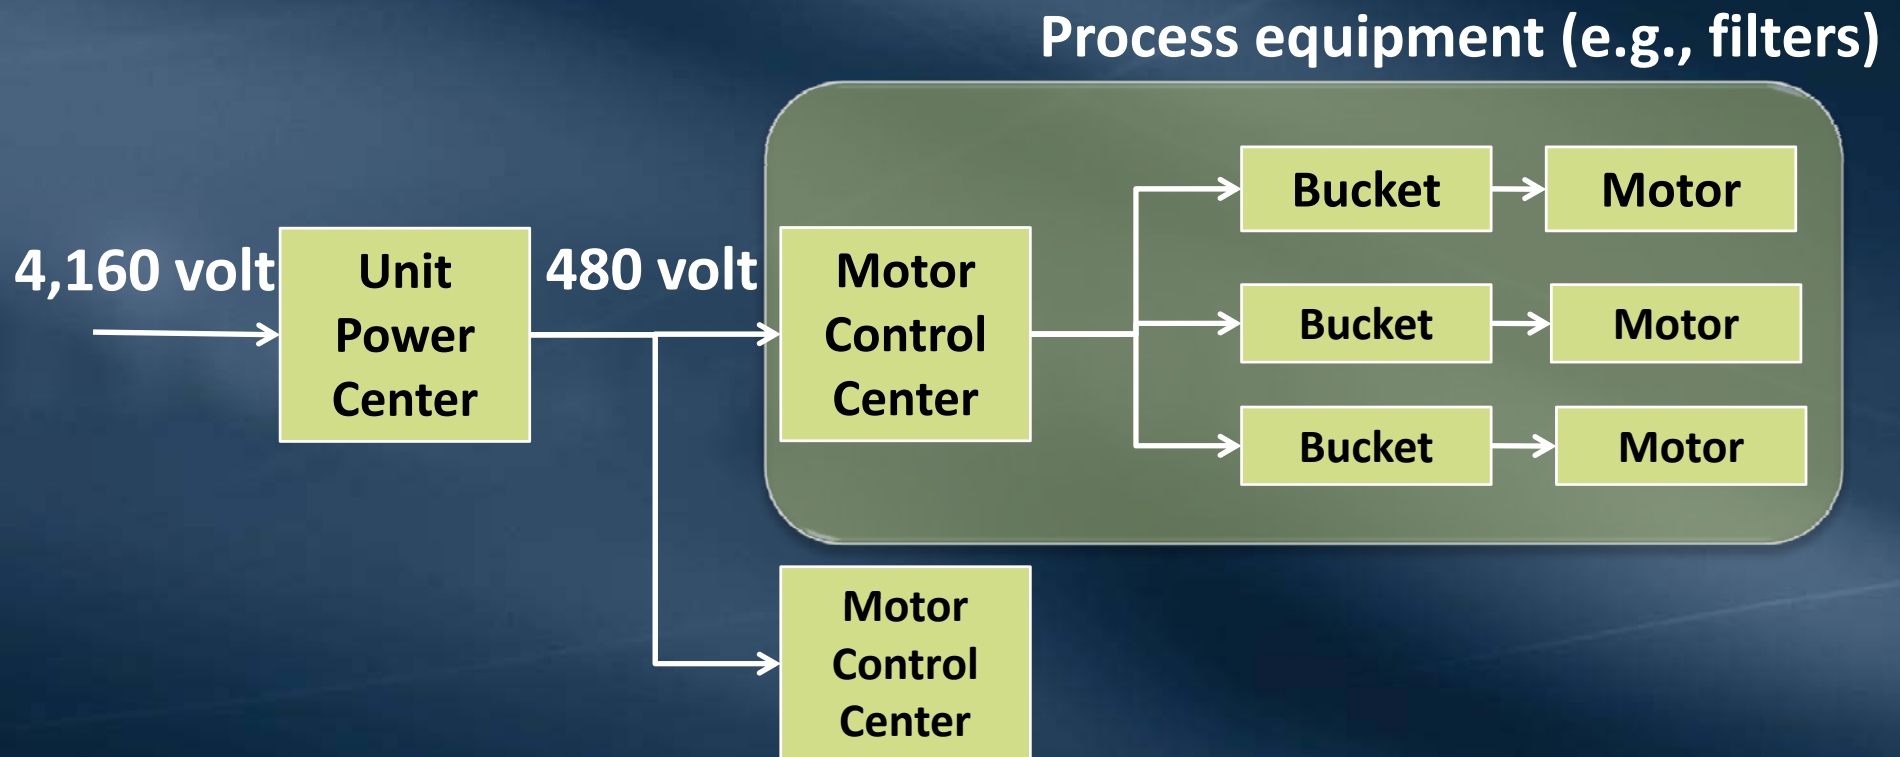 Process equipment (e.g., filters)
4,160 volt
Unit
Power
Center
480 volt
Motor
Control
Center
Bucket
Motor
Bucket
Motor
Bucket
Motor
Motor
Control
Center